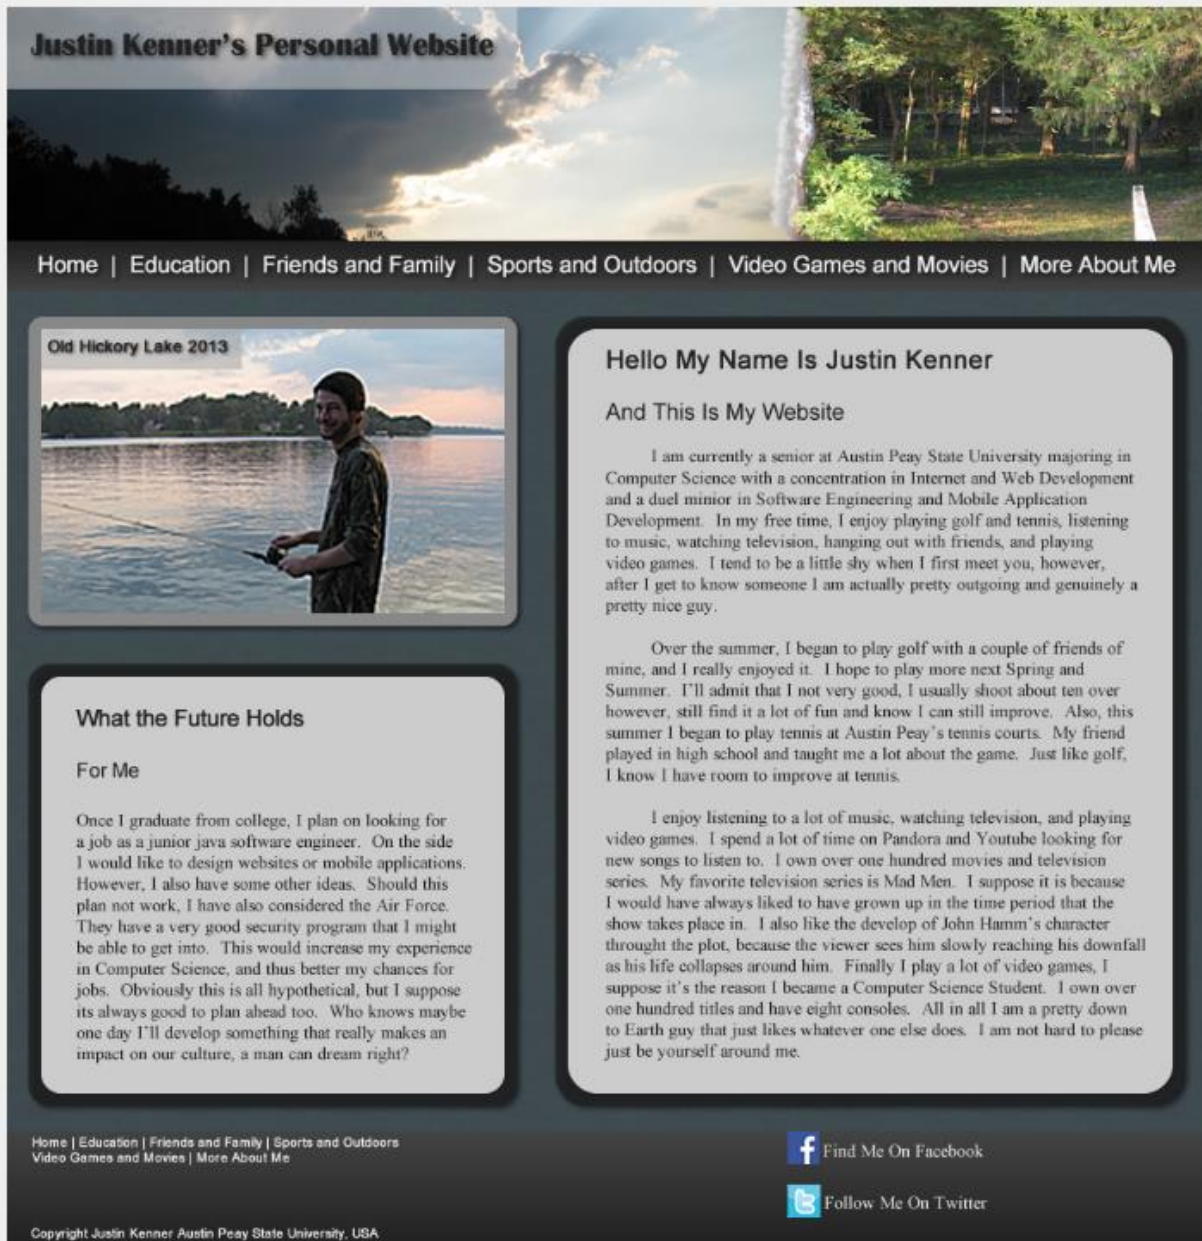 Justin Kenner's Personal Website
Home | Education | Friends and Family | Sports and Outdoors | Video Games and Movies | More About Me
Old Hickory Lake 2013
What the Future Holds
For Me
Once I graduate from college, I plan on looking for
a job as a junior java software engineer. On the side
I would like to design websites or mobile applications.
However, I also have some other ideas. Should this
plan not work, I have also considered the Air Force.
They have a very good security program that I might
be able to get into. This would increase my experience
in Computer Science, and thus better my chances for
jobs. Obviously this is all hypothetical, but I suppose
its always good to plan ahead too. Who knows maybe
one day I'll develop something that really makes an
impact on our culture, a man can dream right?
Hello My Name Is Justin Kenner
And This Is My Website
I am currently a senior at Austin Peay State University majoring in
Computer Science with a concentration in Internet and Web Development
and a duel minior in Software Engineering and Mobile Application
Development. In my free time, I enjoy playing golf and tennis, listening
to music, watching television, hanging out with friends, and playing
video games. I tend to be a little shy when I first meet you, however,
after I get to know someone I am actually pretty outgoing and genuinely a
pretty nice guy.
Over the summer, I began to play golf with a couple of friends of
mine, and I really enjoyed it. I hope to play more next Spring and
Summer. I'll admit that I not very good, I usually shoot about ten over
however, still find it a lot of fun and know I can still improve. Also, this
summer I began to play tennis at Austin Peay's tennis courts. My friend
played in high school and taught me a lot about the game. Just like golf,
I know I have room to improve at tennis.
I enjoy listening to a lot of music, watching television, and playing
video games. I spend a lot of time on Pandora and Youtube looking for
new songs to listen to. I own over one hundred movies and television
series. My favorite television series is Mad Men. I suppose it is because
I would have always liked to have grown up in the time period that the
show takes place in. I also like the develop of John Hamm's character
throught the plot, because the viewer sees him slowly reaching his downfall
as his life collapses around him. Finally I play a lot of video games, I
suppose it's the reason I became a Computer Science Student. I own over
one hundred titles and have eight consoles. All in all I am a pretty down
to Earth guy that just likes whatever one else does. I am not hard to please
just be yourself around me.
Home | Education | Friends and Family | Sports and Outdoors
Video Games and Movies | More About Me
Find Me On Facebook
Follow Me On Twitter
Copyright Justin Kenner Austin Peay State University, USA